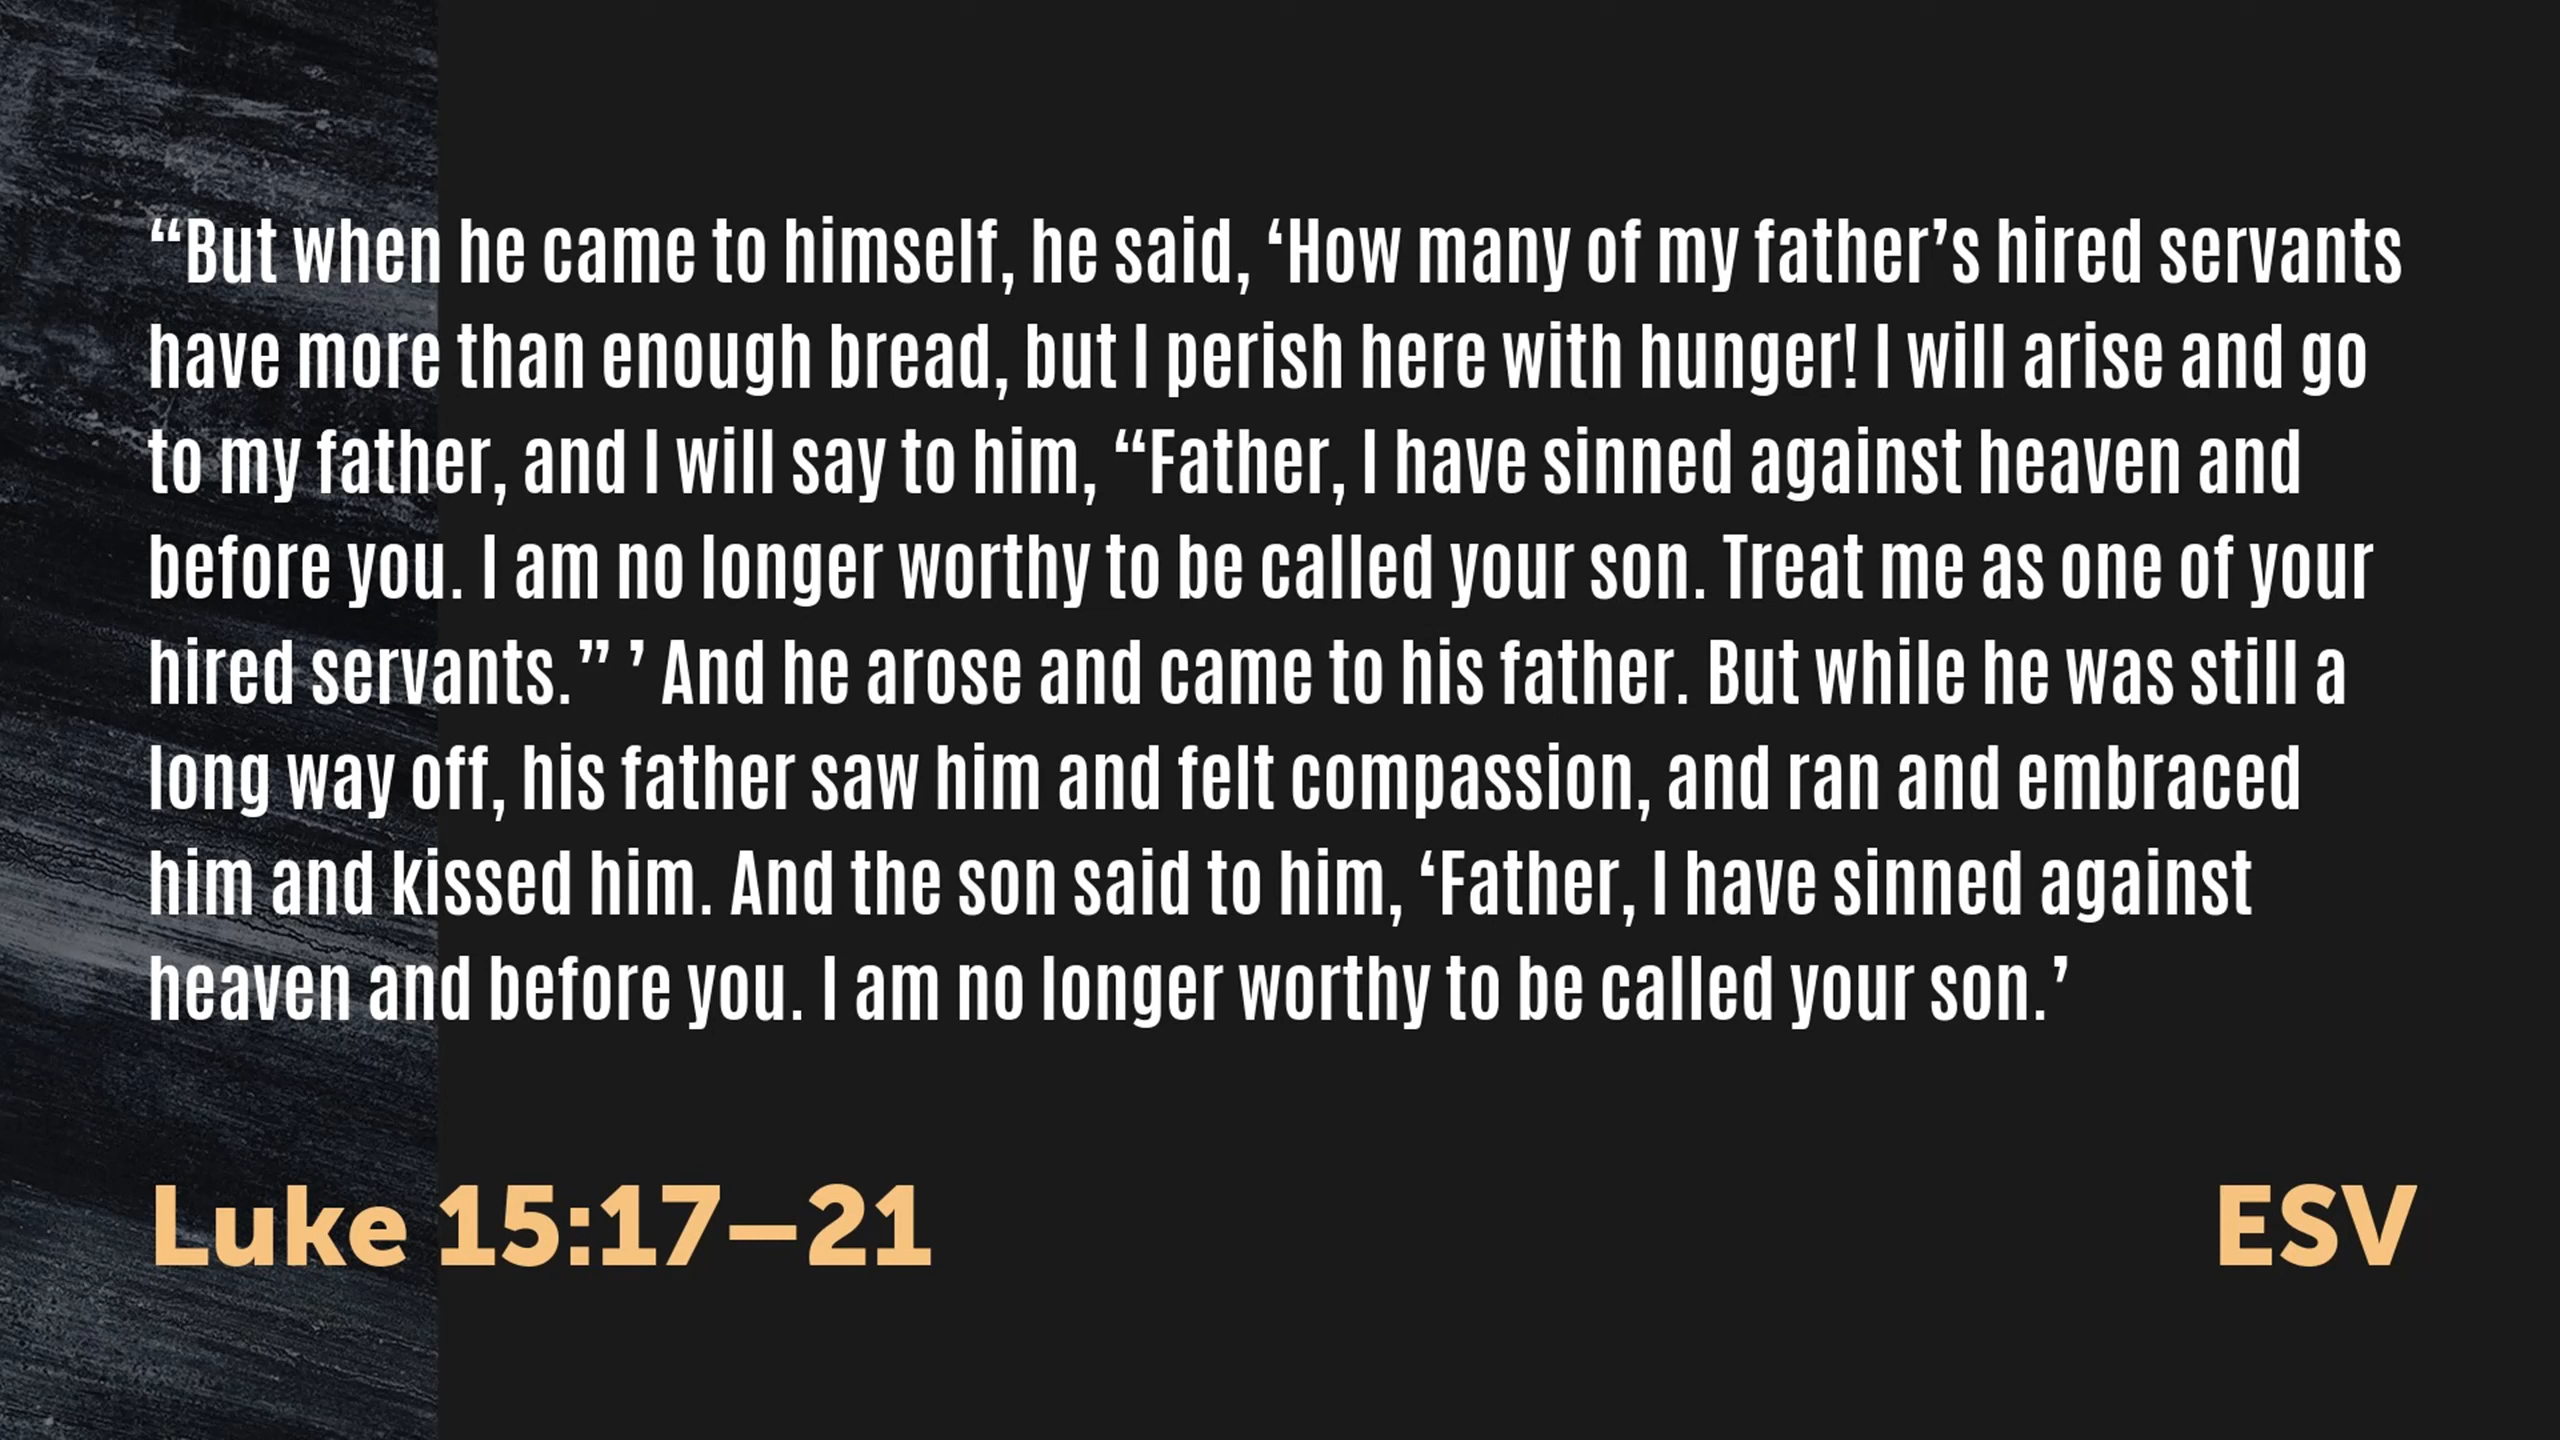 “But when he came to himself, he said, ‘How many of my father’s hired servants
have more than enough bread, but I perish here with hunger! I will arise and go
to my father, and I will say to him, “Father, I have sinned against heaven and
before you. I am no longer worthy to be called your son. Treat me as one of your
hired servants.” ’ And he arose and came to his father. But while he was still a
long way off, his father saw him and felt compassion, and ran and embraced
him and kissed him. And the son said to him, ‘Father, I have sinned against
heaven and before you. I am no longer worthy to be called your son.’
Luke 15:17–21 ESV